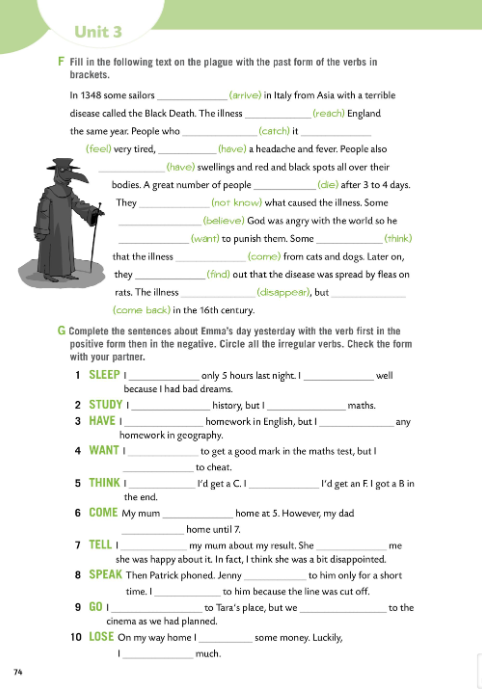 Unit 3
F Fill in the following text on the plague with the past form of the verbs in
brackets.
In 1348 some sailors ______________ (arrive) in Italy from Asia with a terrible
disease called the Black Death. The illness ______________ (reach) England
the same year. People who ______________ (catch) it ______________
(feel) very tired, ____________ (have) a headache and fever. People also
______________ (have) swellings and red and black spots all over their
bodies. A great number of people ____________ (die) after 3 to 4 days.
They ______________ (not know) what caused the illness. Some
________________ (believe) God was angry with the world so he
______________ (want) to punish them. Some ______________ (think)
that the illness ______________ (come) from cats and dogs. Later on,
they ______________ (find) out that the disease was spread by fleas on
rats. The illness ______________ (disappear), but ______________
(come back) in the 16th century.
G Complete the sentences about Emma's day yesterday with the verb first in the
positive form then in the negative. Circle all the irregular verbs. Check the form
with your partner.
1 SLEEP I ______________ only 5 hours last night. I ______________ well
because I had bad dreams.
2 STUDY I ________________ history, but I ________________ maths.
3 HAVE I ________________ homework in English, but I ______________ any
homework in geography.
4 WANT I ______________ to get a good mark in the maths test, but I
______________ to cheat.
5 THINK I ______________ I'd get a C. I ______________ I'd get an F. I got a B in
the end.
6 COME My mum ______________ home at 5. However, my dad
____________ home until 7.
7 TELL I ______________ my mum about my result. She ______________ me
she was happy about it. In fact, I think she was a bit disappointed.
8 SPEAK Then Patrick phoned. Jenny ____________ to him only for a short
time. I ______________ to him because the line was cut off.
9 GO I __________________ to Tara's place, but we __________________ to the
cinema as we had planned.
10 LOSE On my way home I ___________ some money. Luckily,
I ______________ much.
74